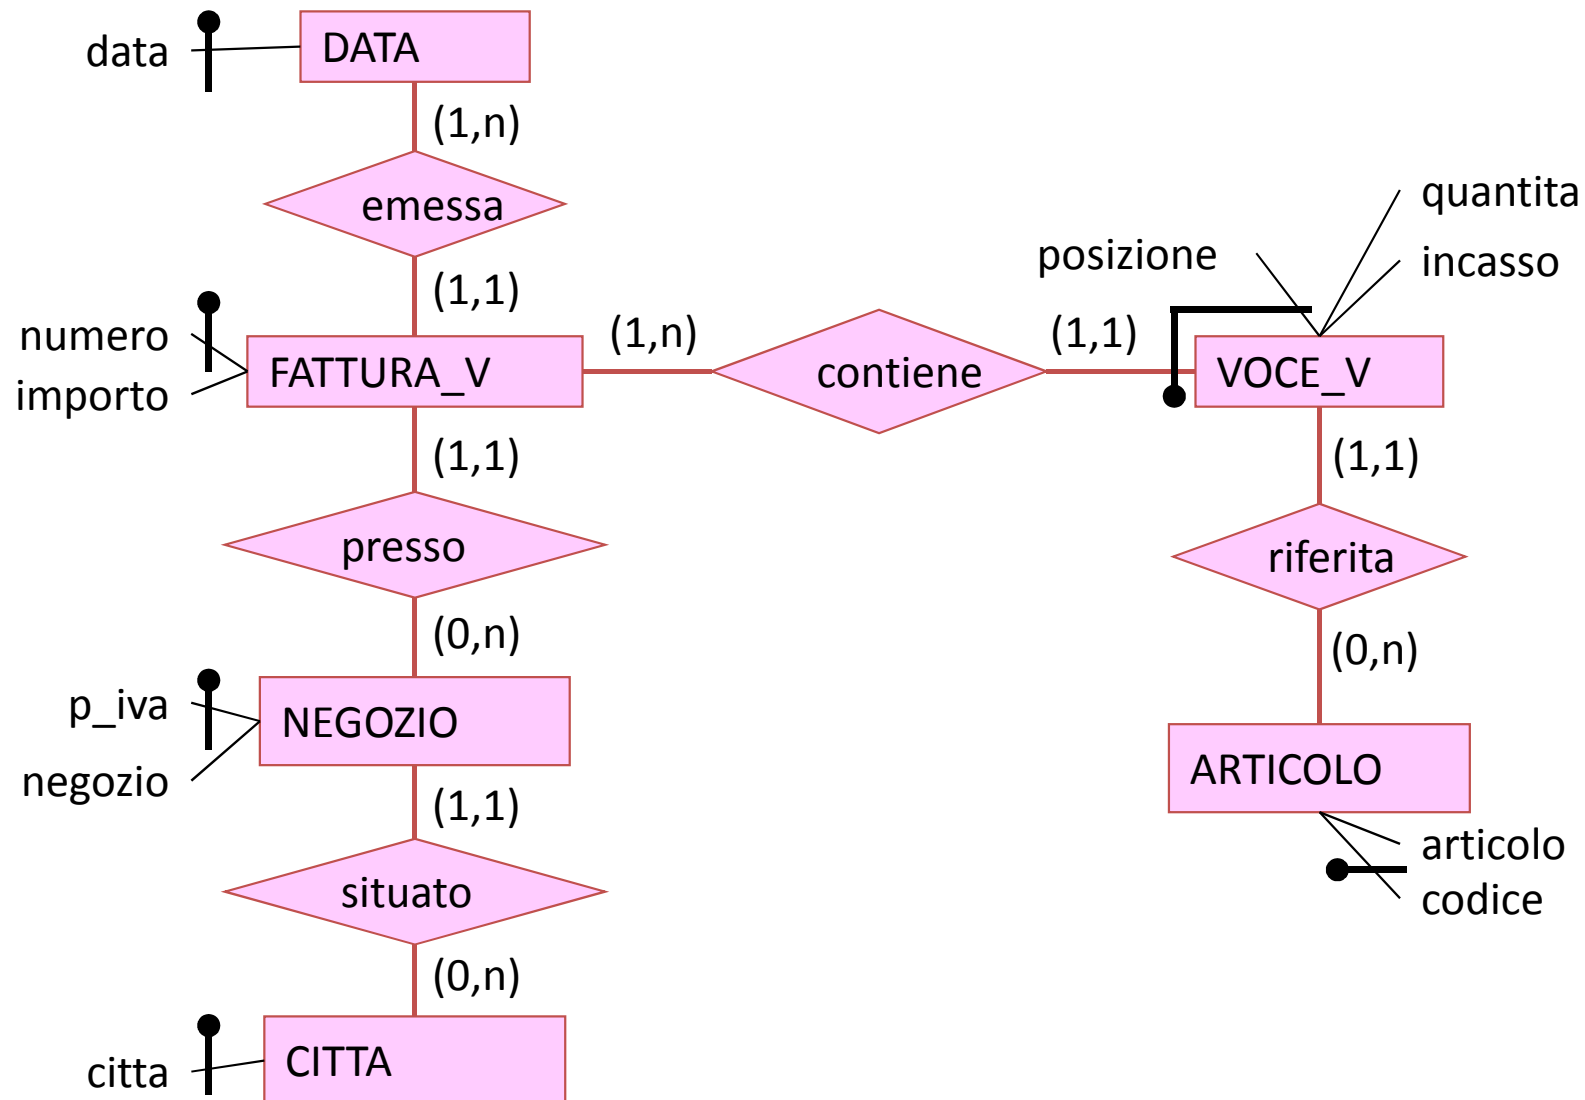 data
DATA
(1,n)
emessa
(1,1)
numero
importo
FATTURA_V
(1,n)
contiene
(1,1)
posizione
quantita
incasso
VOCE_V
(1,1)
presso
(0,n)
(1,1)
riferita
(0,n)
p_iva
negozio
NEGOZIO
ARTICOLO
articolo
codice
(1,1)
situato
(0,n)
citta
CITTA